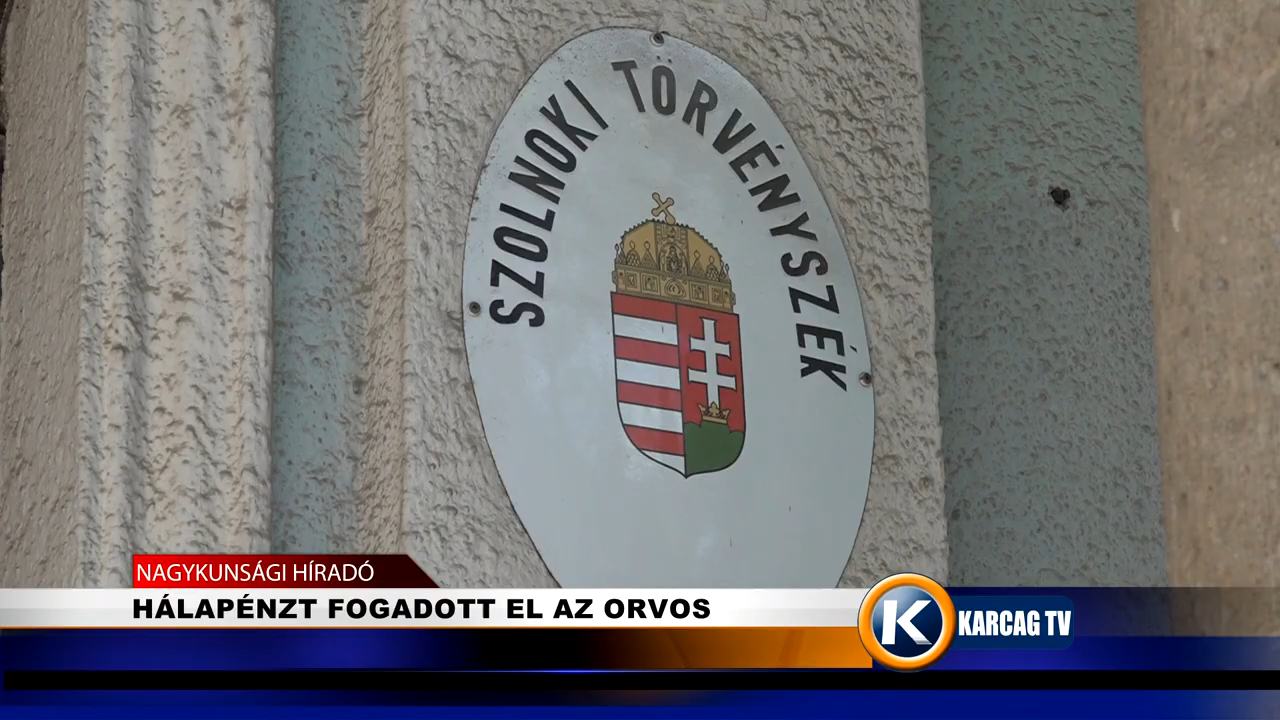 SZOLNOKI TÖRVÉNYSZÉK
NAGYKUNSÁGI HÍRADÓ
HÁLAPÉNZT FOGADOTT EL AZ ORVOS
K KARCAG TV